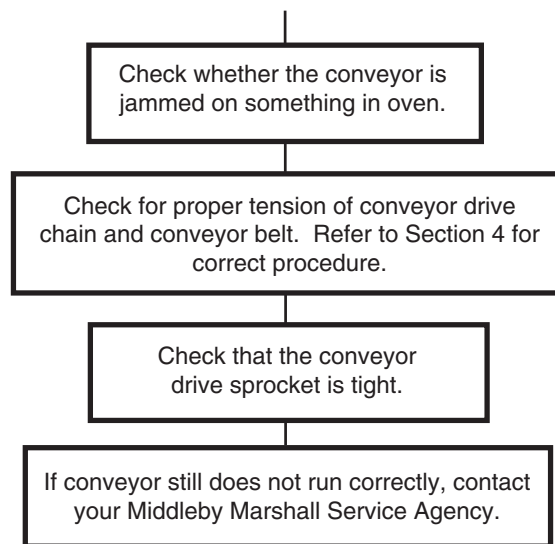 Check whether the conveyor is
jammed on something in oven.
Check for proper tension of conveyor drive
chain and conveyor belt.  Refer to Section 4 for
correct procedure.
Check that the conveyor
drive sprocket is tight.
If conveyor still does not run correctly, contact
your Middleby Marshall Service Agency.